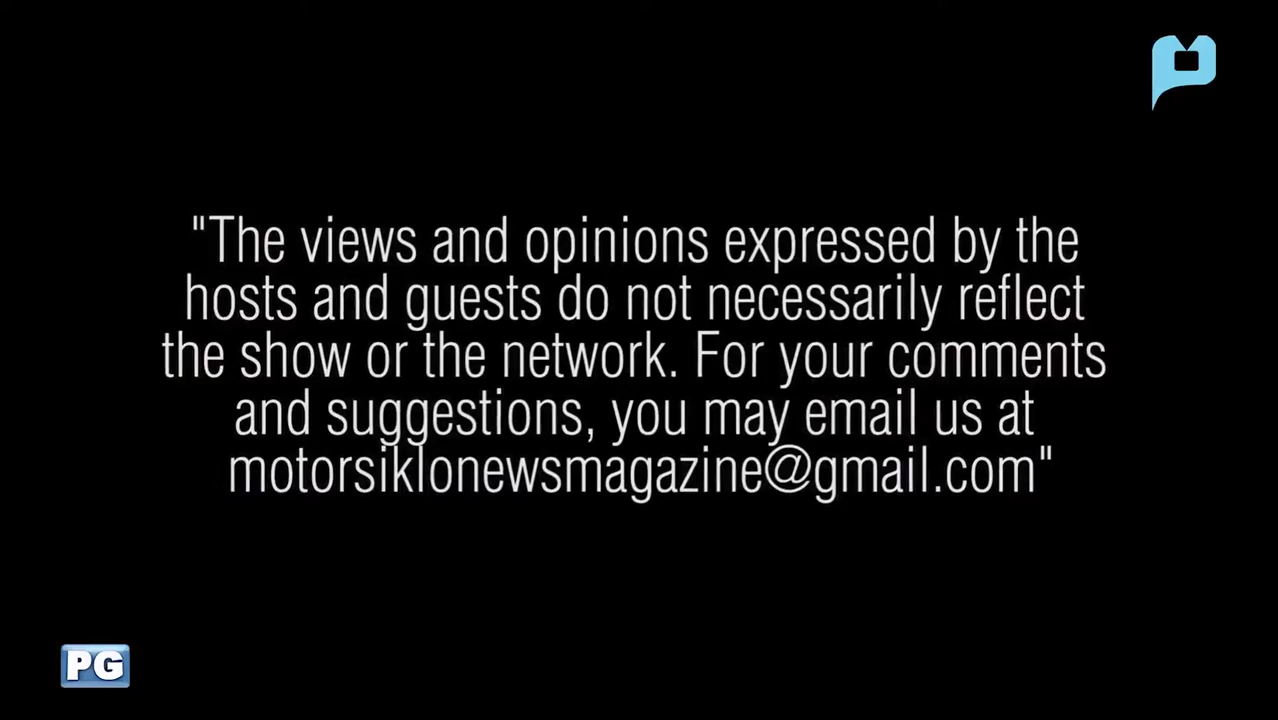 "The views and opinions expressed by the
hosts and guests do not necessarily reflect
the show or the network. For your comments
and suggestions, you may email us at
motorsiklonewsmagazine@gmail.com"
PG